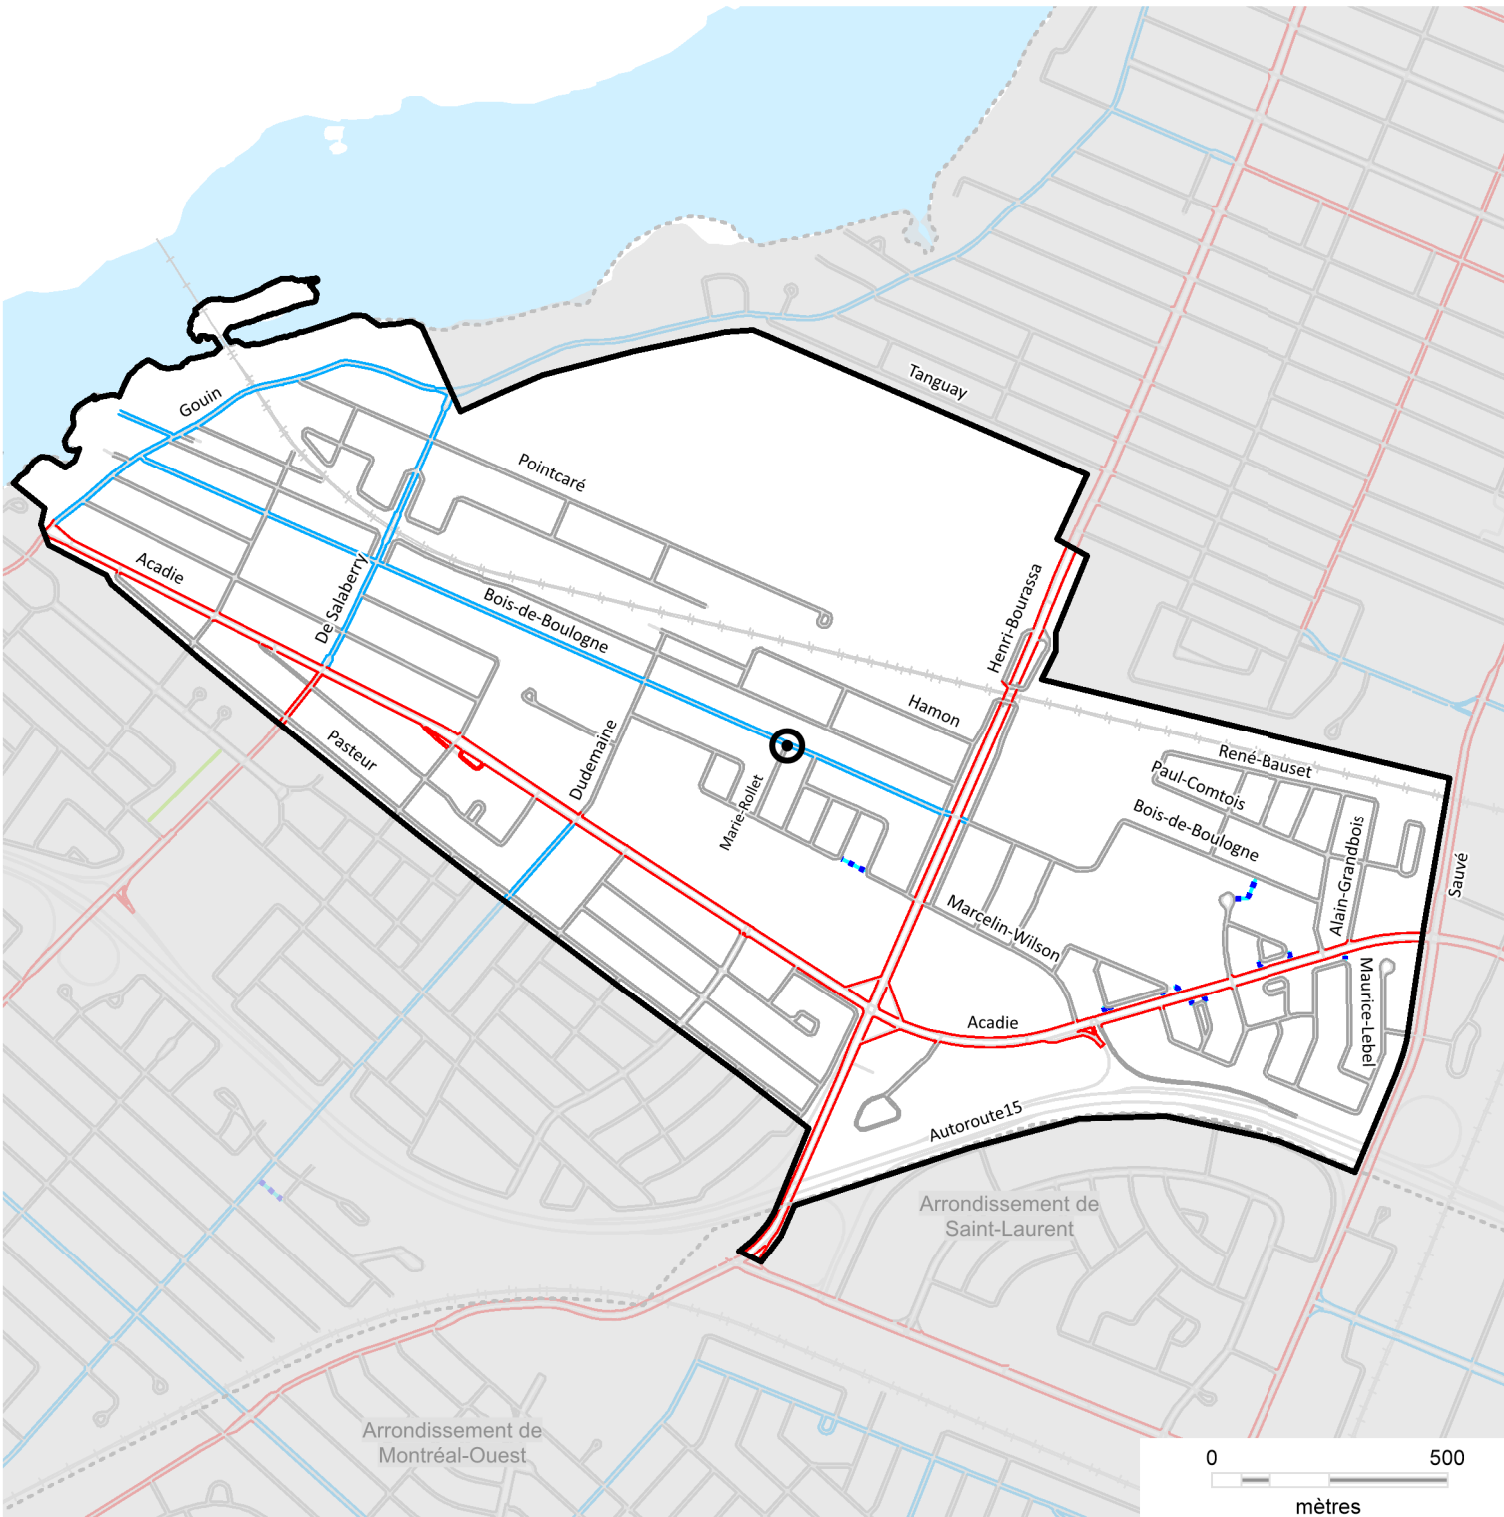 Tanguay
Gouin
Pointcaré
Acadie
De Salaberry
Bois-de-Boulogne
Henri-Bourassa
Hamon
Pasteur
Dudemaine
Marie-Rollet
René-Bauset
Paul-Comtois
Bois-de-Boulogne
Alain-Grandbois
Sauvé
Marcelin-Wilson
Maurice-Lebel
Acadie
Autoroute15
Arrondissement de
Saint-Laurent
Arrondissement de
Montréal-Ouest
0 500
mètres